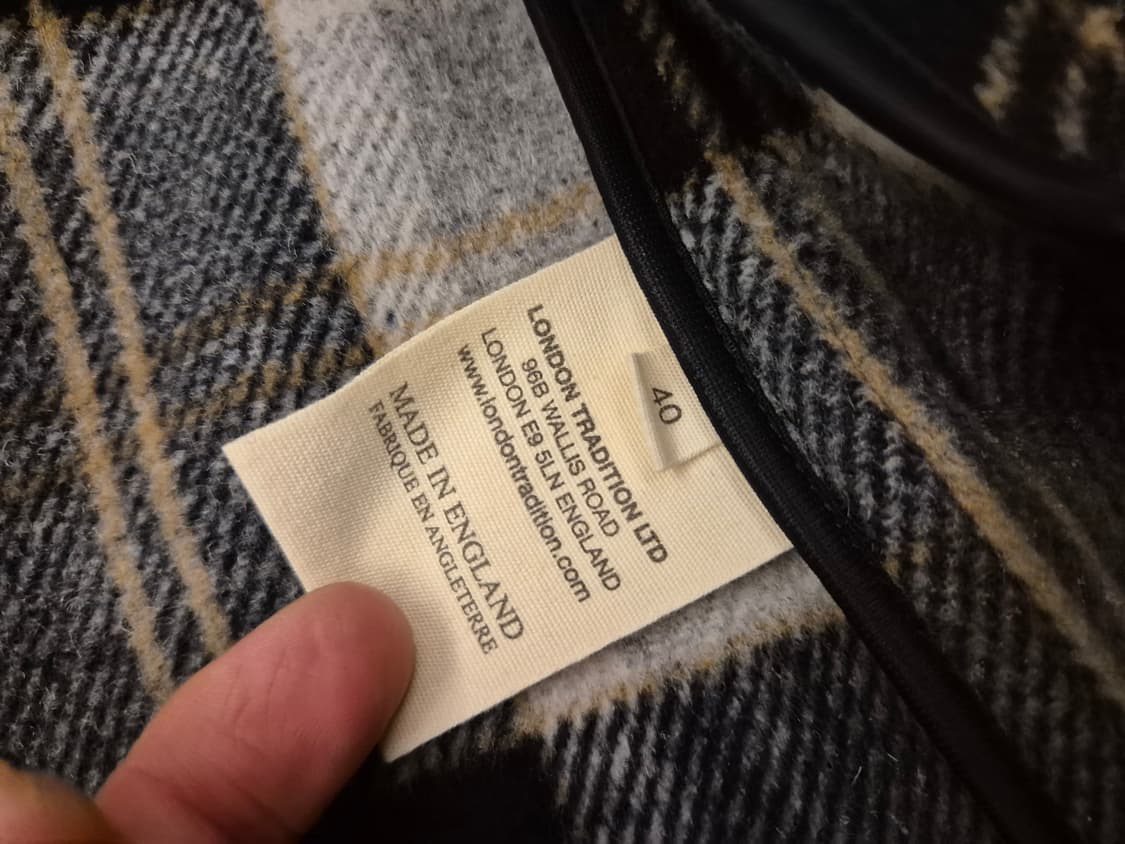 40
LONDON TRADITION LTD
96B WALLIS ROAD
LONDON E9 5LN ENGLAND
www.londontradition.com
MADE IN ENGLAND
FABRIQUE EN ANGLETERRE